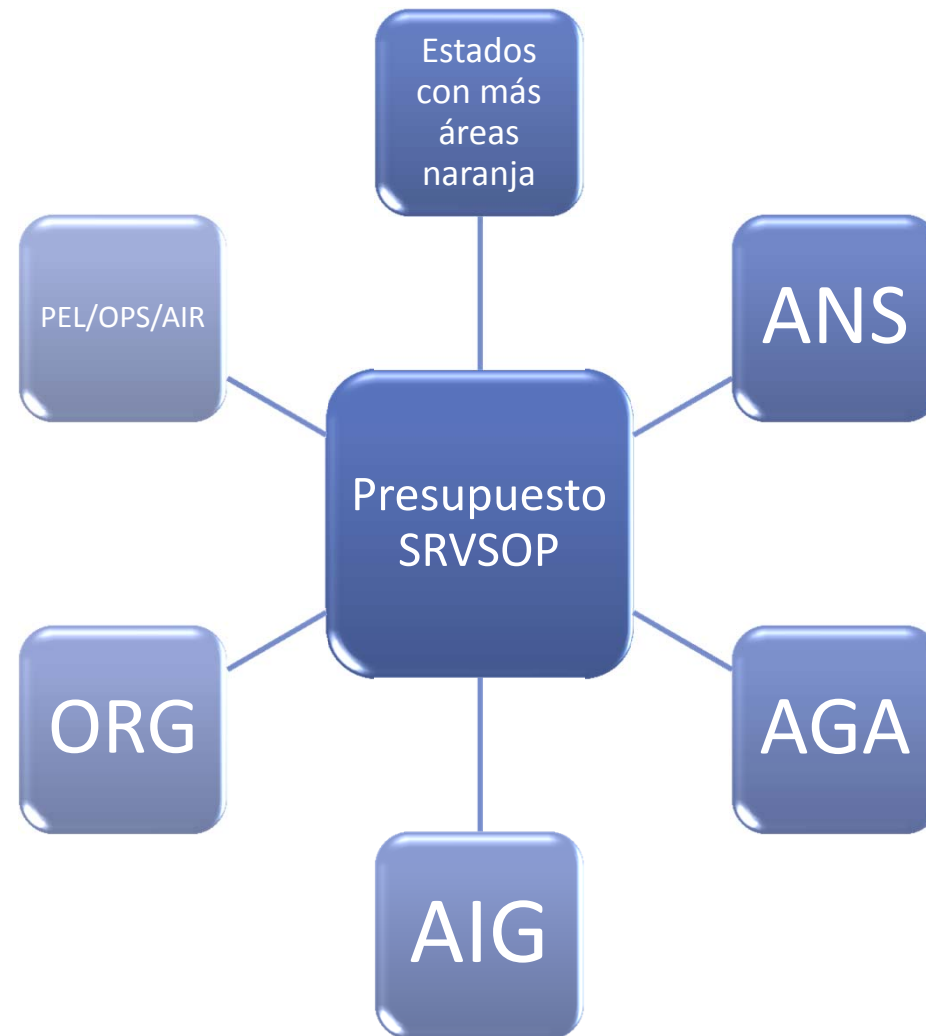 Estados
con más
áreas
naranja
PEL/OPS/AIR
ANS
Presupuesto
SRVSOP
ORG
AGA
AIG